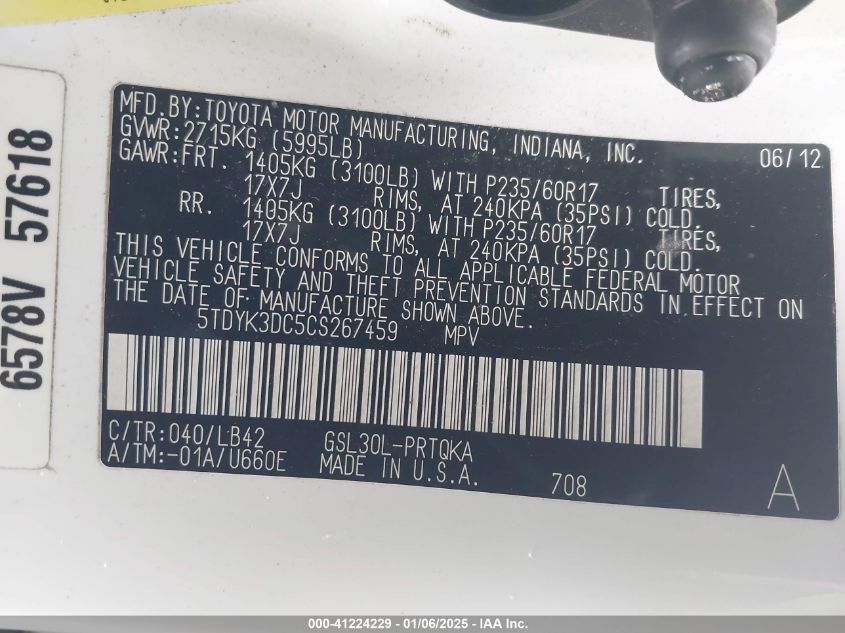 MFD.BY:TOYOTA MOTOR MANUFACTURING, INDIANA, INC. 06/12
GVWR:2715KG (5995LB)
GAWR:FRT. 1405KG (3100LB) WITH P235/60R17 TIRES,
17X7J RIMS, AT 240KPA (35PSI) COLD.
RR. 1405KG (3100LB) WITH P235/60R17 TIRES,
17X7J RIMS, AT 240KPA (35PSI) COLD.
THIS VEHICLE CONFORMS TO ALL APPLICABLE FEDERAL MOTOR
VEHICLE SAFETY AND THEFT PREVENTION STANDARDS IN EFFECT ON
THE DATE OF MANUFACTURE SHOWN ABOVE.
5TDYK3DC5CS267459 MPV
C/TR:040/LB42 GSL30L-PRTQKA
A/TM:-01A/U660E MADE IN U.S.A. 708 A
6578V 57618
000-41224229 - 01/06/2025 - IAA Inc.